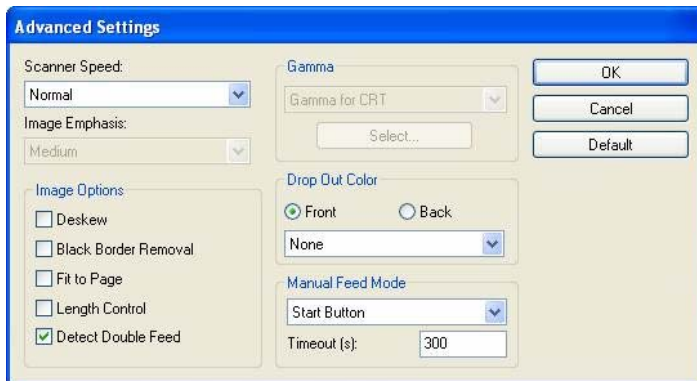 Advanced Settings
Scanner Speed:
Normal
Image Emphasis:
Medium
Image Options
Deskew
Black Border Removal
Fit to Page
Length Control
Detect Double Feed
Gamma
Gamma for CRT
Select...
Drop Out Color
Front Back
None
Manual Feed Mode
Start Button
Timeout (s): 300
OK
Cancel
Default